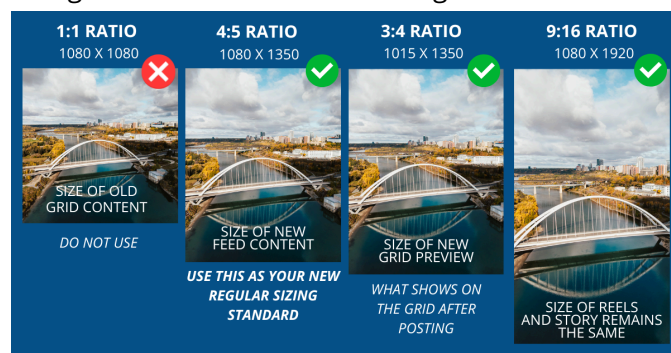 1:1 RATIO
1080 X 1080
SIZE OF OLD
GRID CONTENT
DO NOT USE
4:5 RATIO
1080 X 1350
SIZE OF NEW
FEED CONTENT
USE THIS AS YOUR NEW
REGULAR SIZING
STANDARD
3:4 RATIO
1015 X 1350
SIZE OF NEW
GRID PREVIEW
WHAT SHOWS ON
THE GRID AFTER
POSTING
9:16 RATIO
1080 X 1920
SIZE OF REELS
AND STORY REMAINS
THE SAME